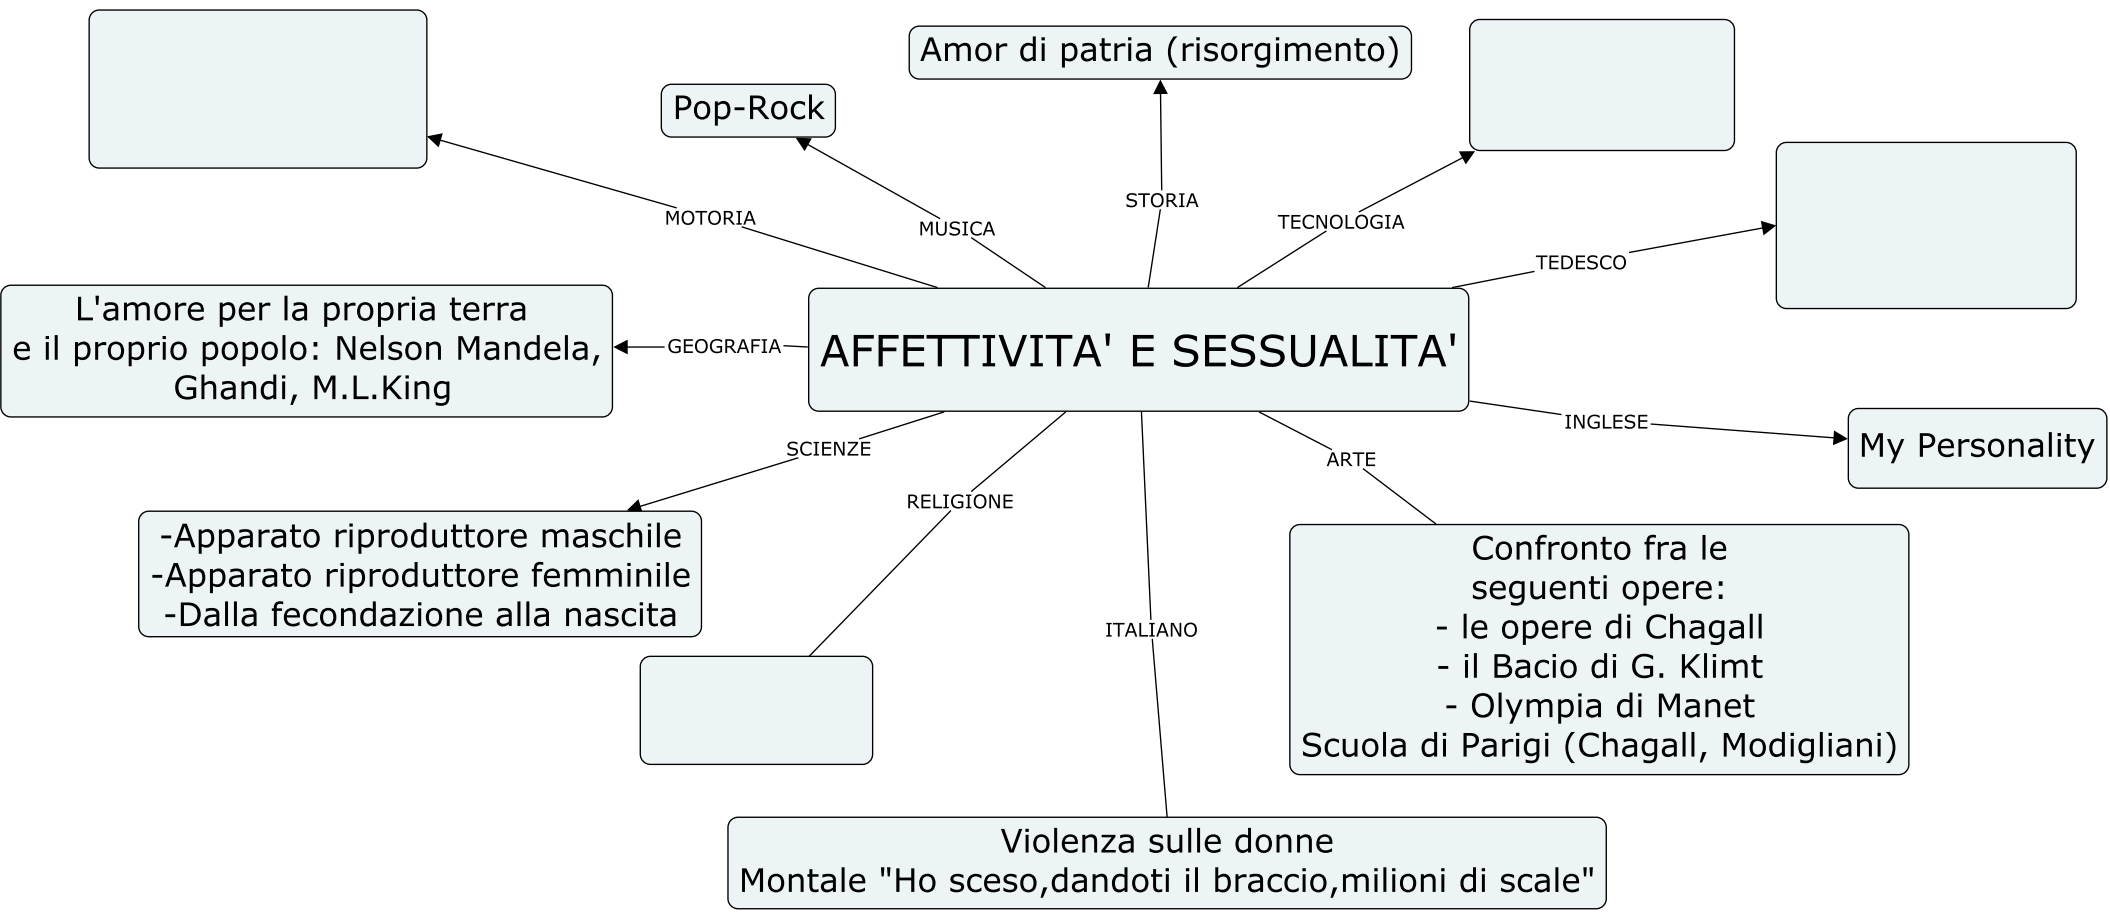 Amor di patria (risorgimento)
Pop-Rock
STORIA
MOTORIA
MUSICA
TECNOLOGIA
TEDESCO
L'amore per la propria terra
e il proprio popolo: Nelson Mandela,
Ghandi, M.L.King
GEOGRAFIA
AFFETTIVITA' E SESSUALITA'
INGLESE
My Personality
SCIENZE
ARTE
RELIGIONE
-Apparato riproduttore maschile
-Apparato riproduttore femminile
-Dalla fecondazione alla nascita
Confronto fra le
seguenti opere:
- le opere di Chagall
- il Bacio di G. Klimt
- Olympia di Manet
Scuola di Parigi (Chagall, Modigliani)
ITALIANO
Violenza sulle donne
Montale "Ho sceso,dandoti il braccio,milioni di scale"